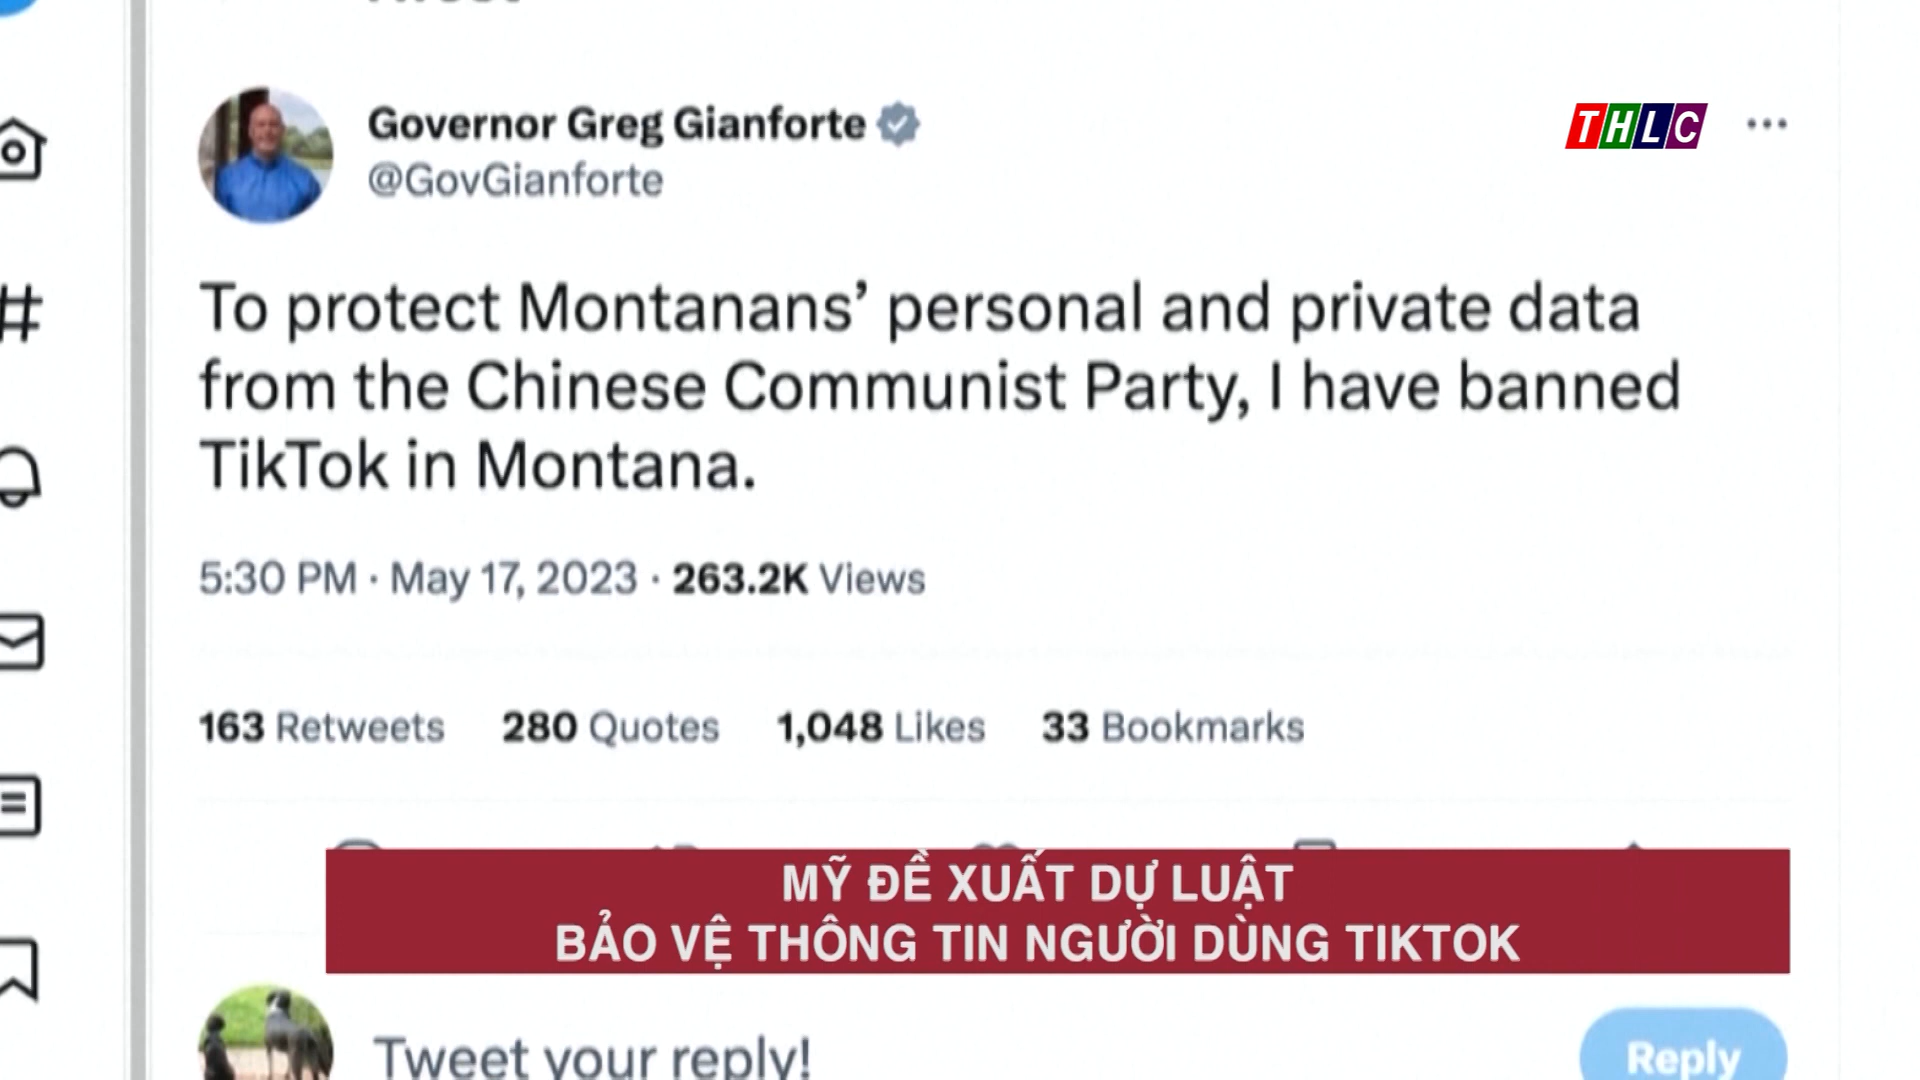 Governor Greg Gianforte
@GovGianforte
THLC
To protect Montanans’ personal and private data
from the Chinese Communist Party, I have banned
TikTok in Montana.
5:30 PM · May 17, 2023 · 263.2K Views
163 Retweets 280 Quotes 1,048 Likes 33 Bookmarks
MỸ ĐỀ XUẤT DỰ LUẬT
BẢO VỆ THÔNG TIN NGƯỜI DÙNG TIKTOK
Tweet your reply!
Reply